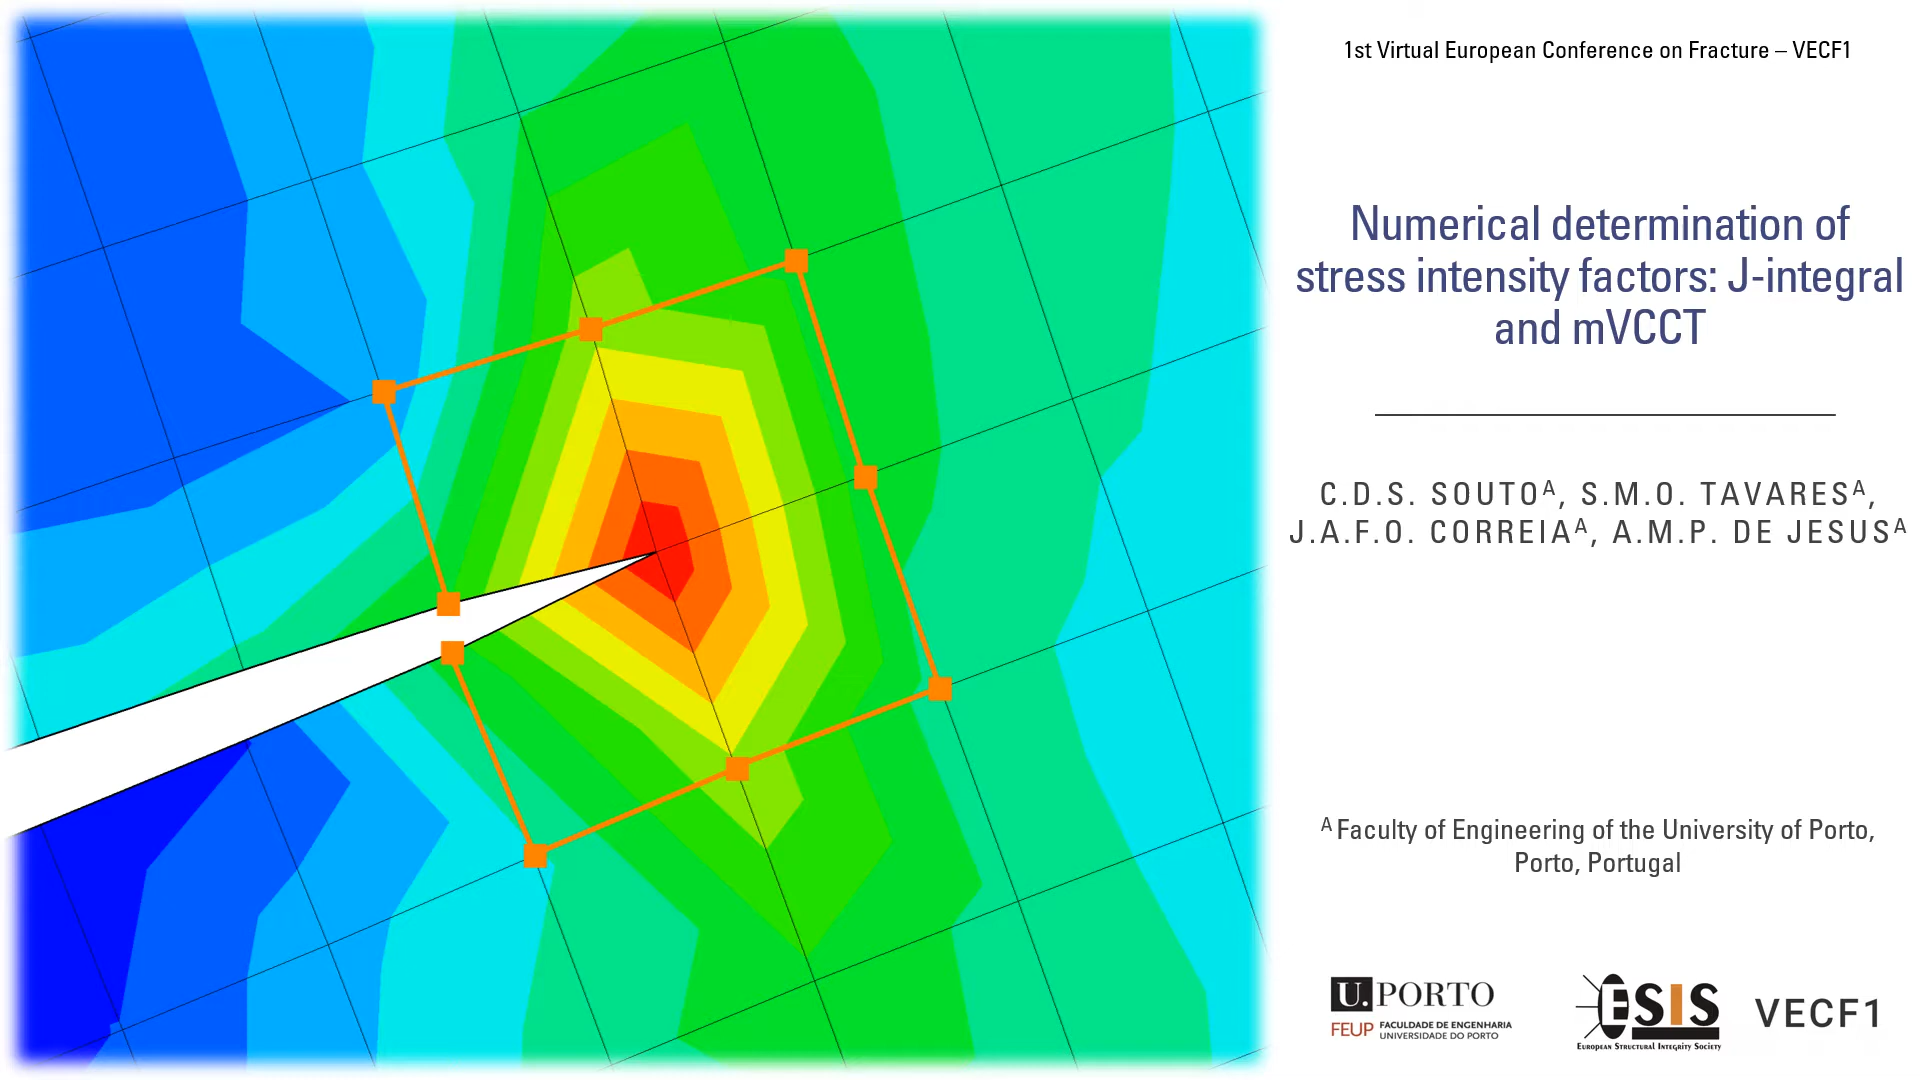 1st Virtual European Conference on Fracture – VECF1
Numerical determination of
stress intensity factors: J-integral
and mVCCT
C.D.S. SOUTOᴬ, S.M.O. TAVARESᴬ,
J.A.F.O. CORREIAᴬ, A.M.P. DE JESUSᴬ
ᴬ Faculty of Engineering of the University of Porto,
Porto, Portugal
U. PORTO
FEUP FACULDADE DE ENGENHARIA
UNIVERSIDADE DO PORTO
ESIS
European Structural Integrity Society
VECF1